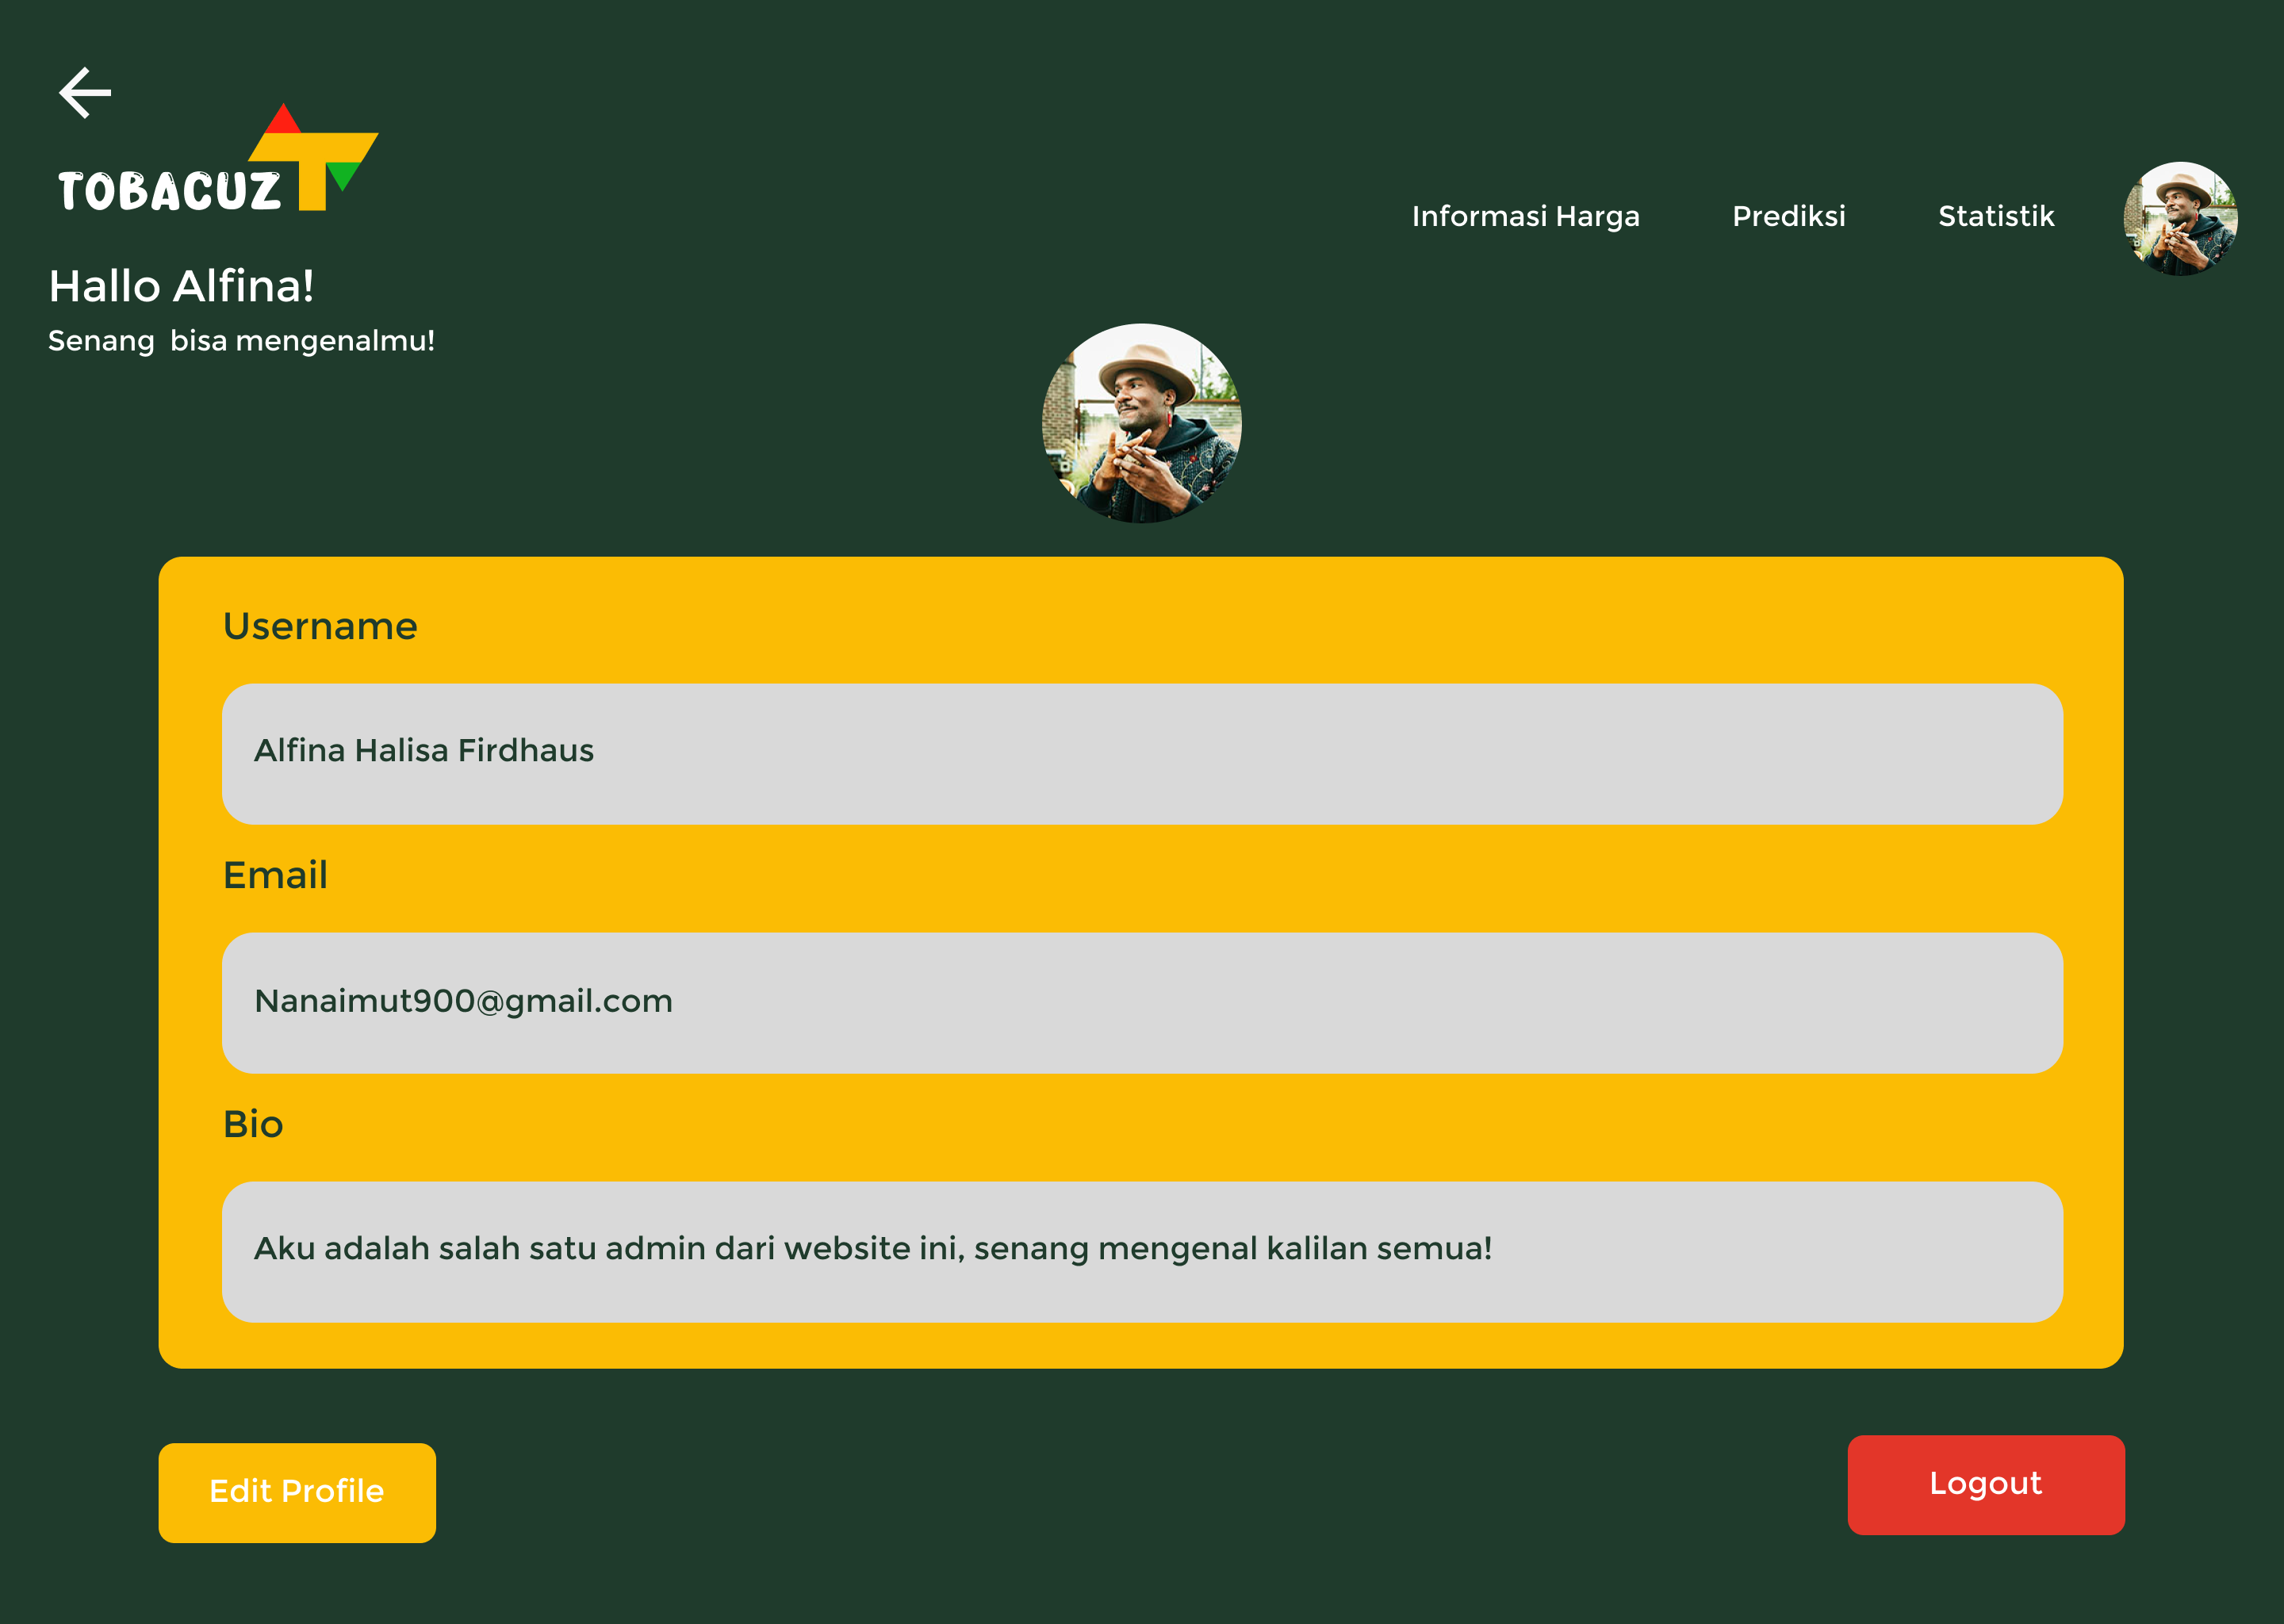 TOBACUZ
Informasi Harga
Prediksi
Statistik
Hallo Alfina!
Senang  bisa mengenalmu!
Username
Alfina Halisa Firdhaus
Email
Nanaimut900@gmail.com
Bio
Aku adalah salah satu admin dari website ini, senang mengenal kalilan semua!
Edit Profile
Logout